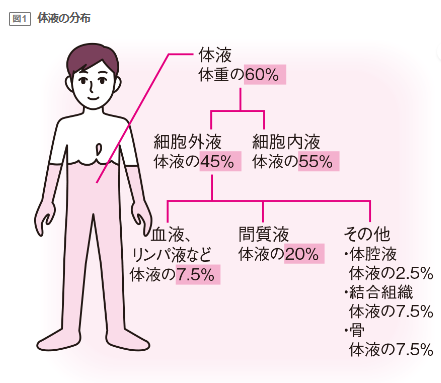 図1 体液の分布
体液
体重の60%
細胞外液
体液の45%
細胞内液
体液の55%
血液、
リンパ液など
体液の7.5%
間質液
体液の20%
その他
・体腔液
体液の2.5%
・結合組織
体液の7.5%
・骨
体液の7.5%